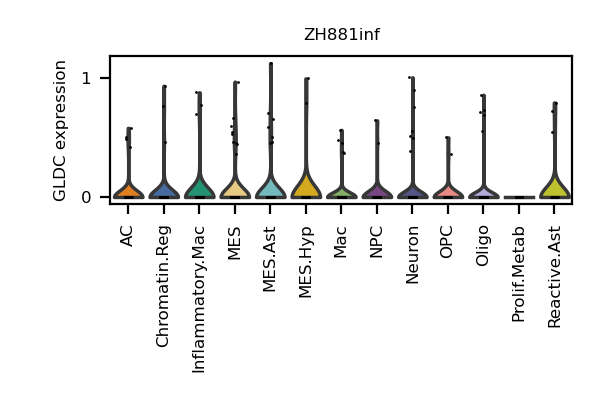 ZH881inf
GLDC expression
1
0
AC
Chromatin.Reg
Inflammatory.Mac
MES
MES.Ast
MES.Hyp
Mac
NPC
Neuron
OPC
Oligo
Prolif.Metab
Reactive.Ast